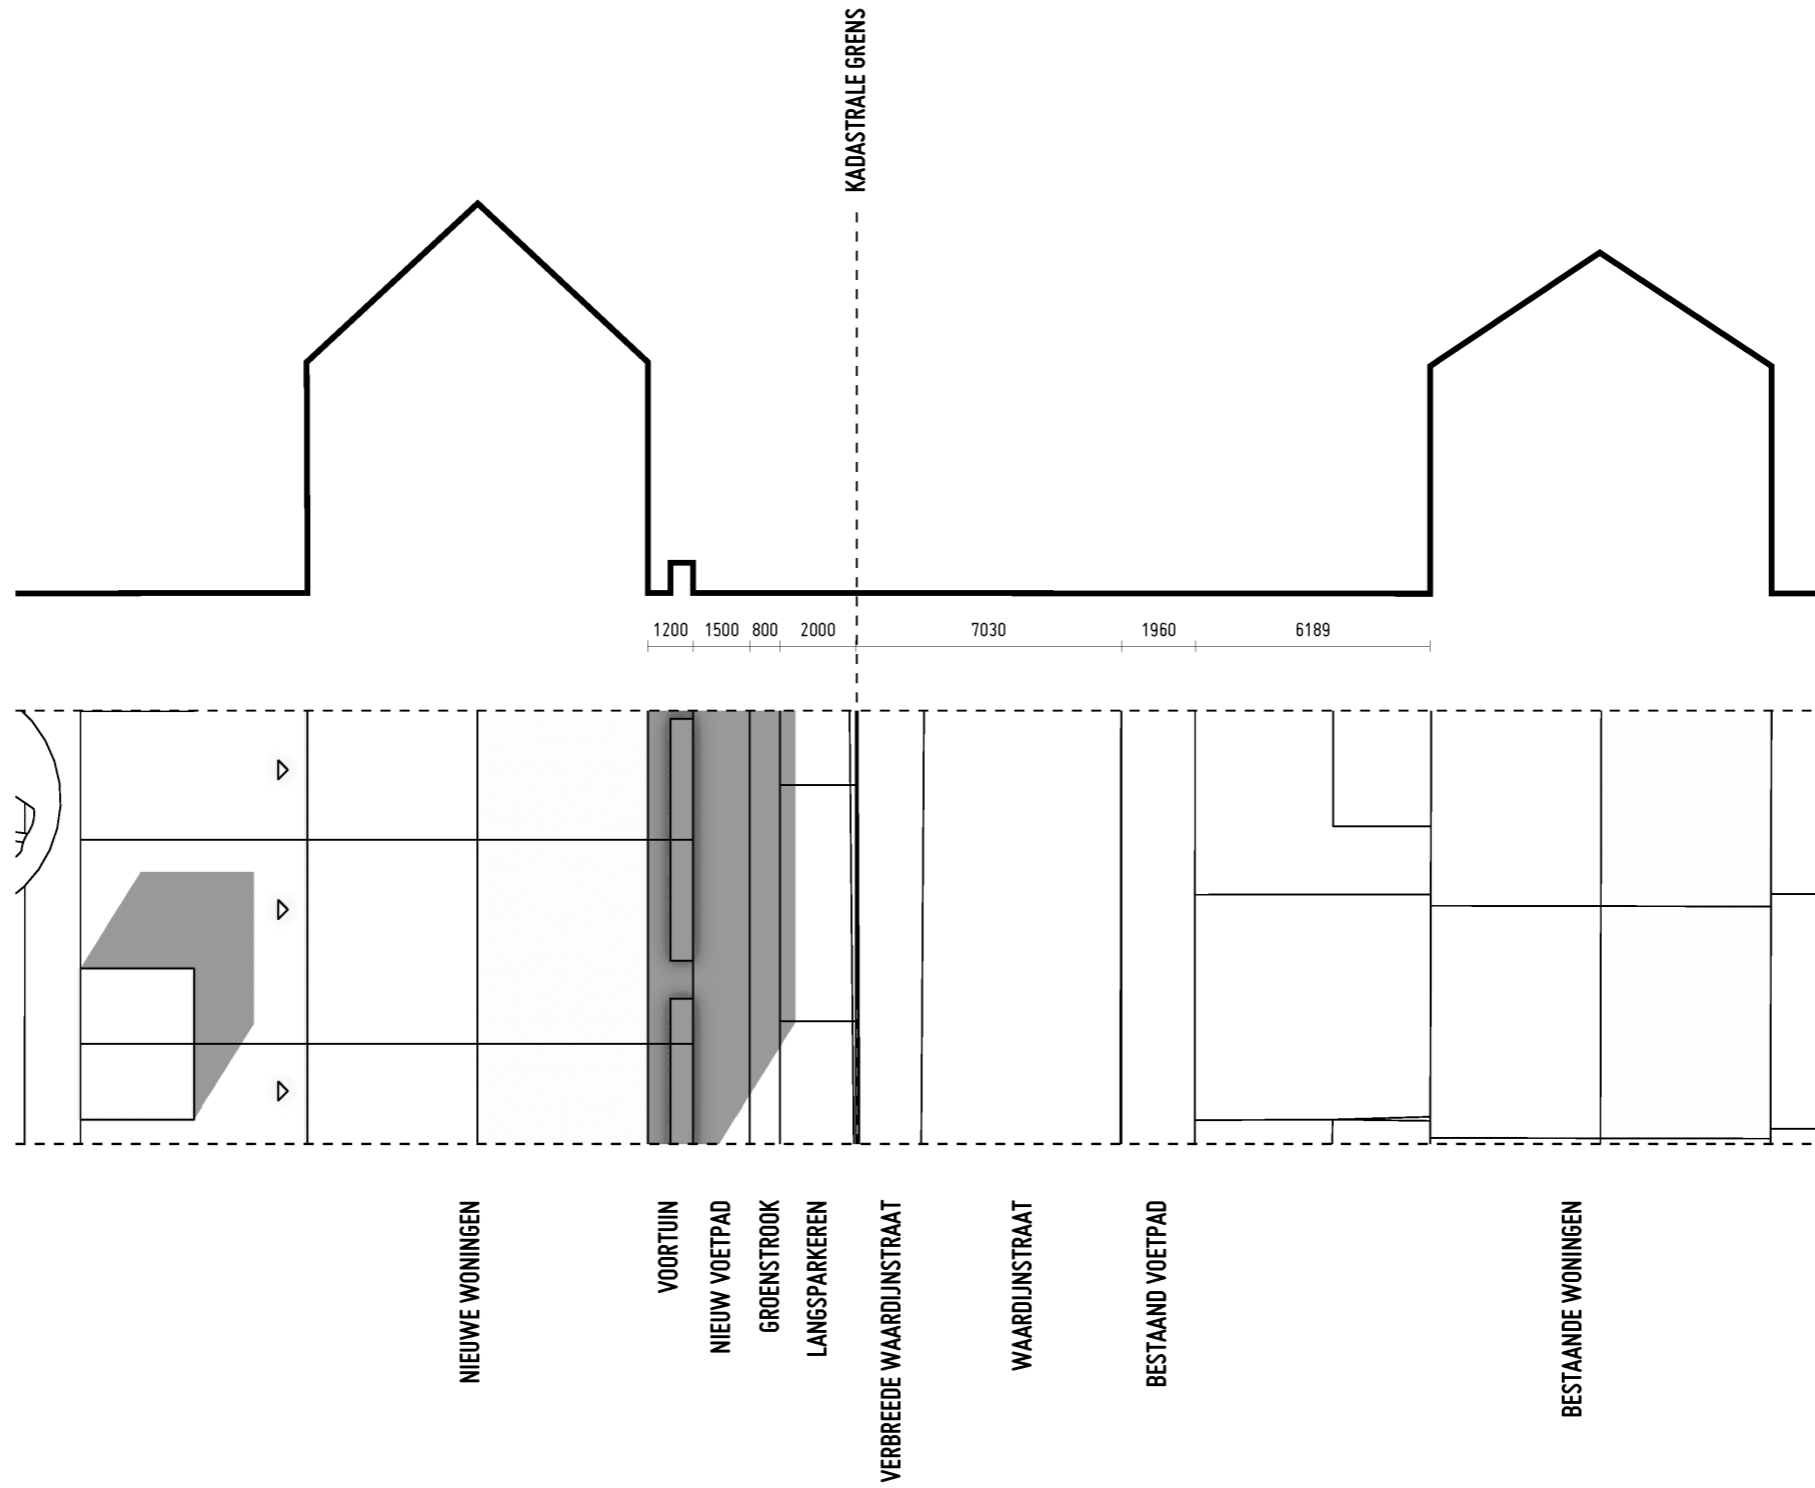 KADASTRALE GRENS
1200 1500 800 2000 7030 1960 6189
NIEUWE WONINGEN
VOORTUIN
NIEUW VOETPAD
GROENSTROOK
LANGSPARKEREN
VERBREEDE WAARDIJNSTRAAT
WAARDIJNSTRAAT
BESTAAND VOETPAD
BESTAANDE WONINGEN